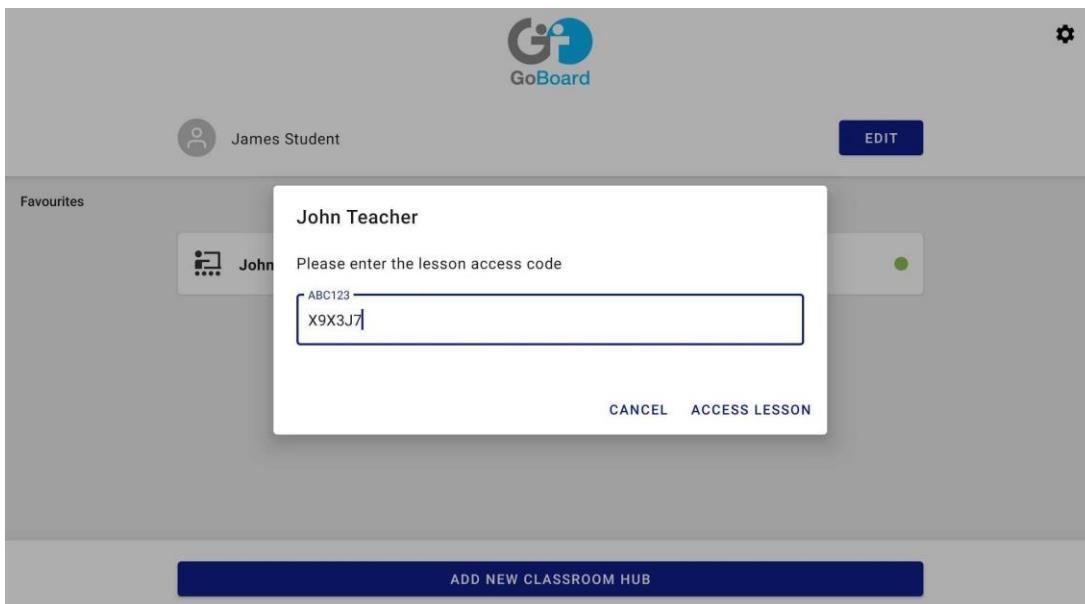 GoBoard
James Student
EDIT
Favourites
John
John Teacher
Please enter the lesson access code
ABC123
X9X3J7
CANCEL ACCESS LESSON
ADD NEW CLASSROOM HUB